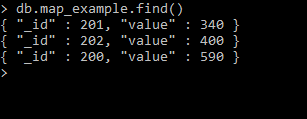 > db.map_example.find()
{ "_id" : 201, "value" : 340 }
{ "_id" : 202, "value" : 400 }
{ "_id" : 200, "value" : 590 }
>